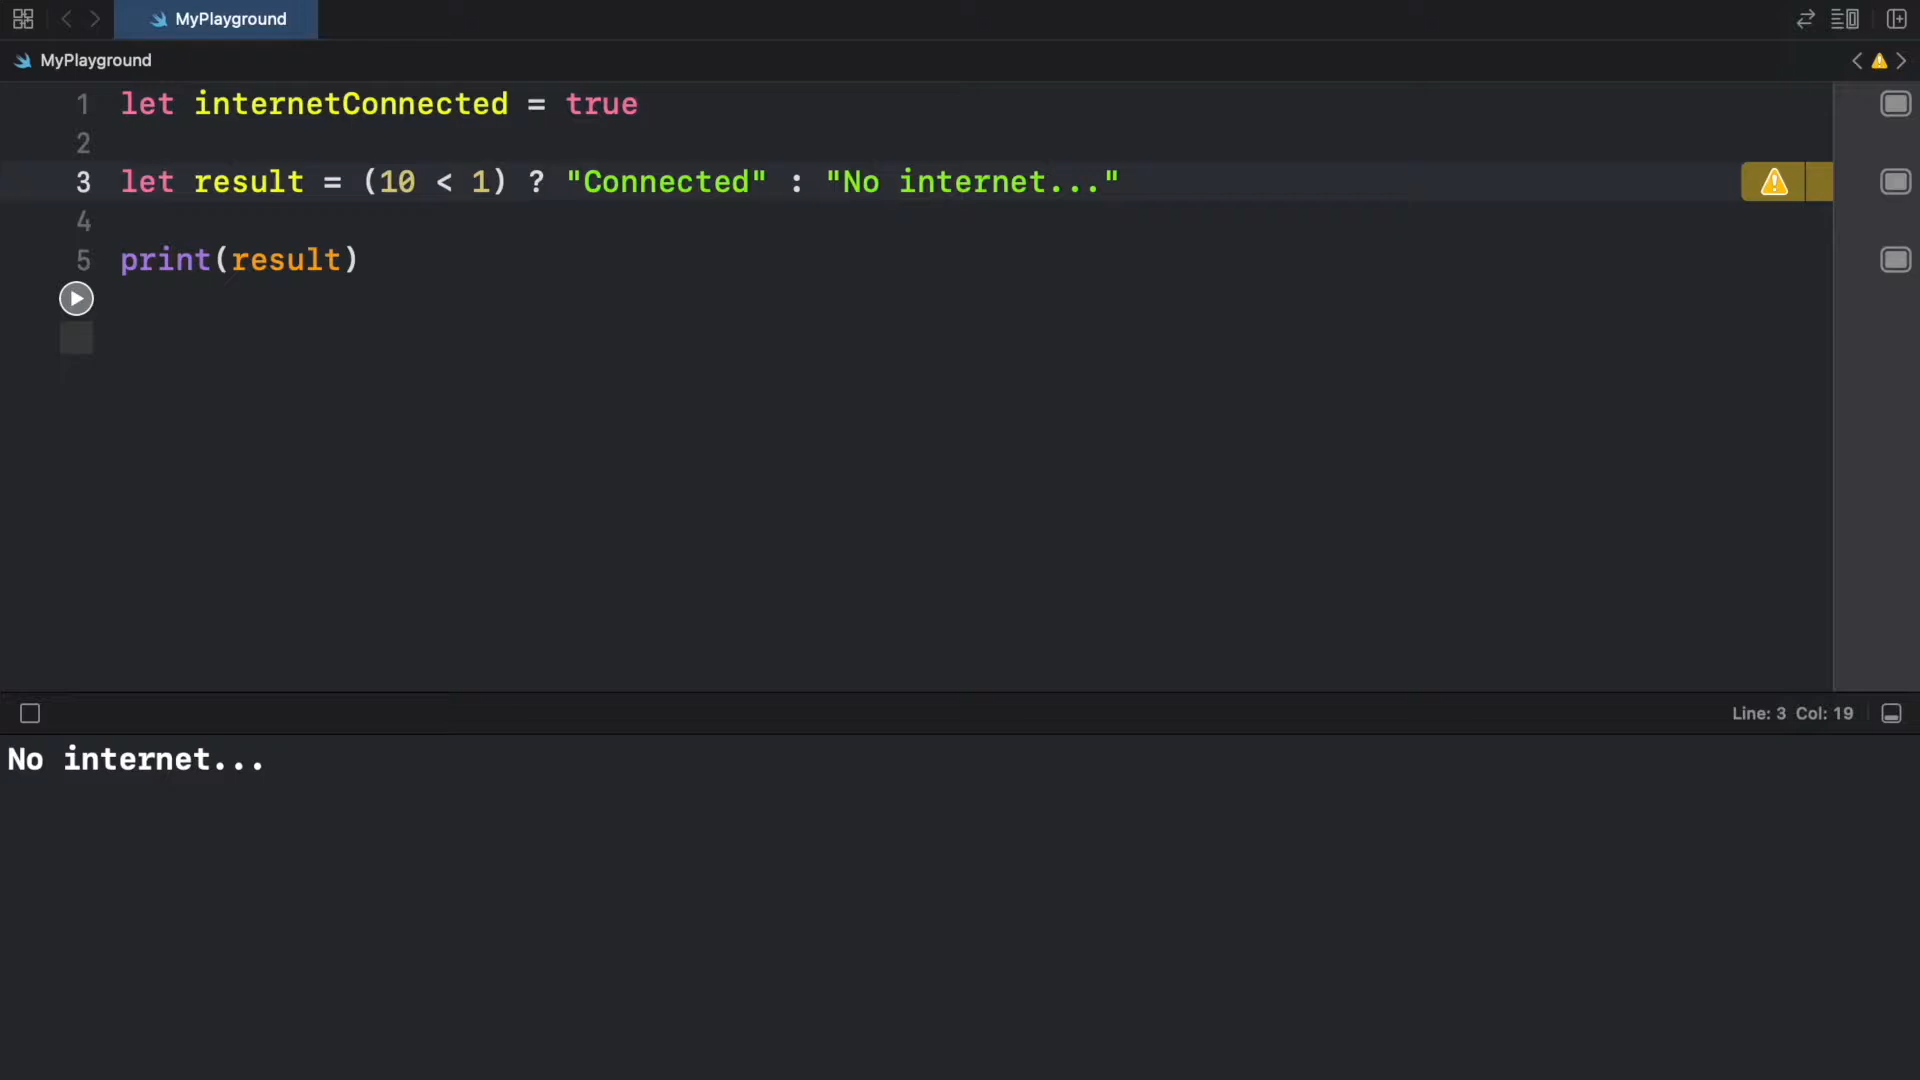 MyPlayground
MyPlayground
1 let internetConnected = true
2
3 let result = (10 < 1) ? "Connected" : "No internet..."
4
5 print(result)
Line: 3 Col: 19
No internet...